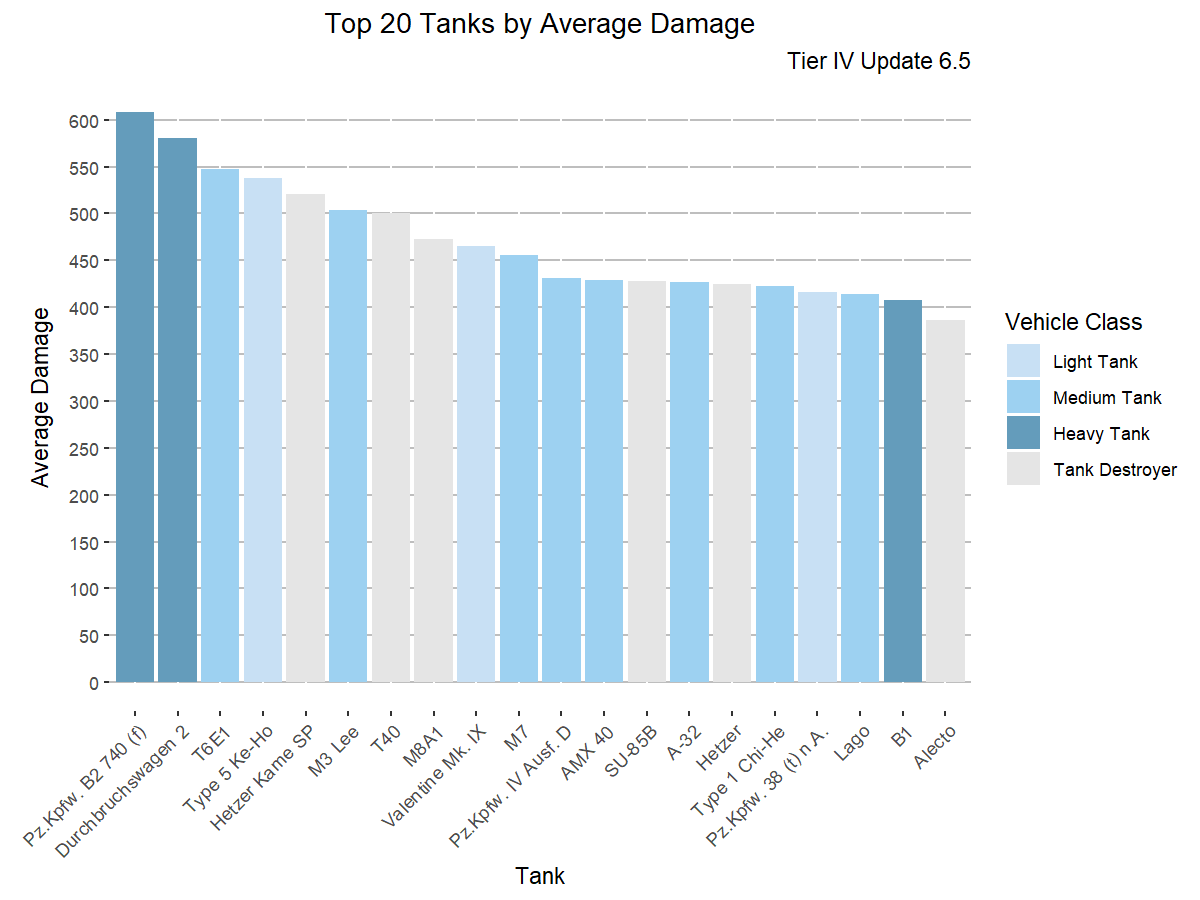 Top 20 Tanks by Average Damage
Tier IV Update 6.5
Average Damage
600
550
500
450
400
350
300
250
200
150
100
50
0
Pz.Kpfw. B2 740 (f)
Durchbruchswagen 2
T6E1
Type 5 Ke-Ho
Hetzer Kame SP
M3 Lee
T40
M8A1
Valentine Mk. IX
M7
Pz.Kpfw. IV Ausf. D
AMX 40
SU-85B
A-32
Hetzer
Type 1 Chi-He
Pz.Kpfw. 38 (t) n.A.
Lago
B1
Alecto
Tank
Vehicle Class
Light Tank
Medium Tank
Heavy Tank
Tank Destroyer